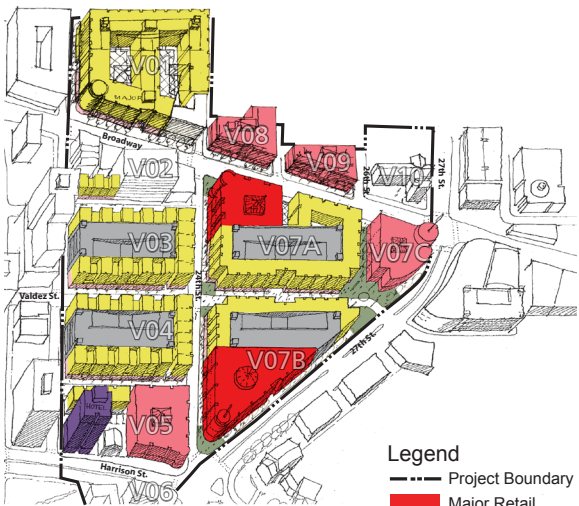 V01
MAJOR
Broadway
V08
V09
V10
27th St.
26th St.
V02
V03
V07A
V07C
24th St.
Valdez St.
V04
V07B
27th St.
HOTEL
V05
Harrison St.
V06
Legend
Project Boundary
Major Retail